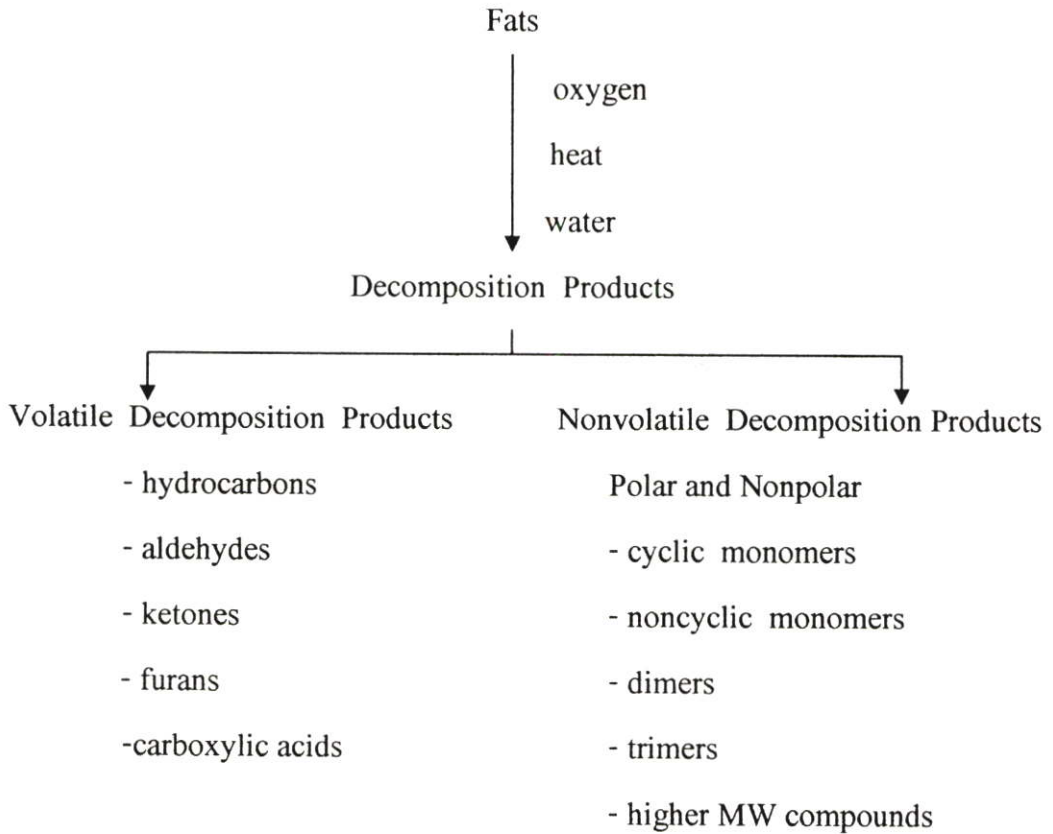 Fats
oxygen
heat
water
Decomposition Products
Volatile Decomposition Products
- hydrocarbons
- aldehydes
- ketones
- furans
-carboxylic acids
Nonvolatile Decomposition Products
Polar and Nonpolar
- cyclic monomers
- noncyclic monomers
- dimers
- trimers
- higher MW compounds